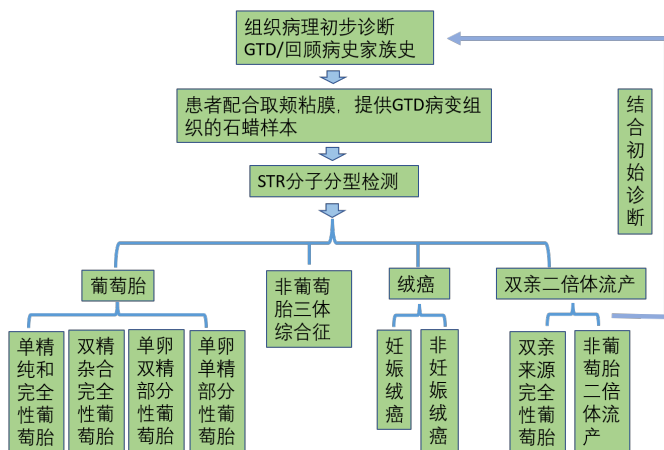 组织病理初步诊断
GTD/回顾病史家族史
患者配合取颊粘膜，提供GTD病变组
织的石蜡样本
结合初始诊断
STR分子分型检测
葡萄胎
非葡萄
胎三体
综合征
绒癌
双亲二倍体流产
单精
纯和
完全
性葡
萄胎
双精
杂合
完全
性葡
萄胎
单卵
双精
部分
性葡
萄胎
单卵
单精
部分
性葡
萄胎
妊娠绒癌
非妊娠绒癌
双亲
来源
完全
性葡
萄胎
非葡
萄胎
二倍
体流
产